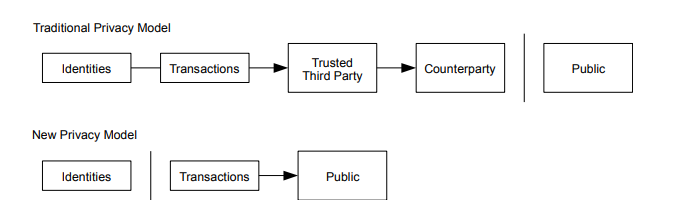 Traditional Privacy Model
Identities
Transactions
Trusted
Third Party
Counterparty
Public
New Privacy Model
Identities
Transactions
Public